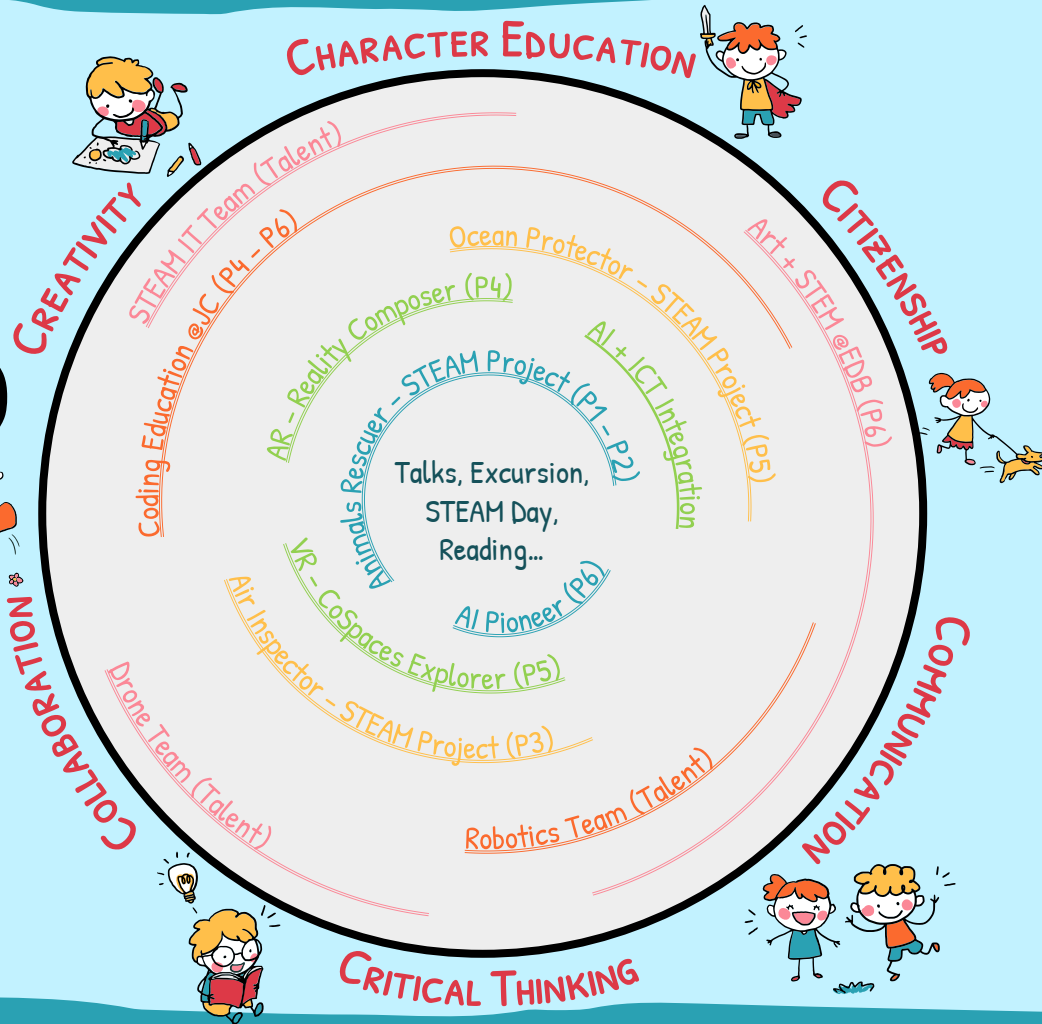 CHARACTER EDUCATION
CREATIVITY
CITIZENSHIP
STEAM IT Team (Talent)
Coding Education @JC (P4 - P6)
Art + STEM @EDB (P6)
Ocean Protector - STEAM Project (P5)
AR - Reality Composer (P4)
AI + ICT Integration
Animals Rescuer - STEAM Project (P1 - P2)
Talks, Excursion,
STEAM Day,
Reading...
AI Pioneer (P6)
VR - CoSpaces Explorer (P5)
Air Inspector - STEAM Project (P3)
Drone Team (Talent)
Robotics Team (Talent)
COLLABORATION
COMMUNICATION
CRITICAL THINKING